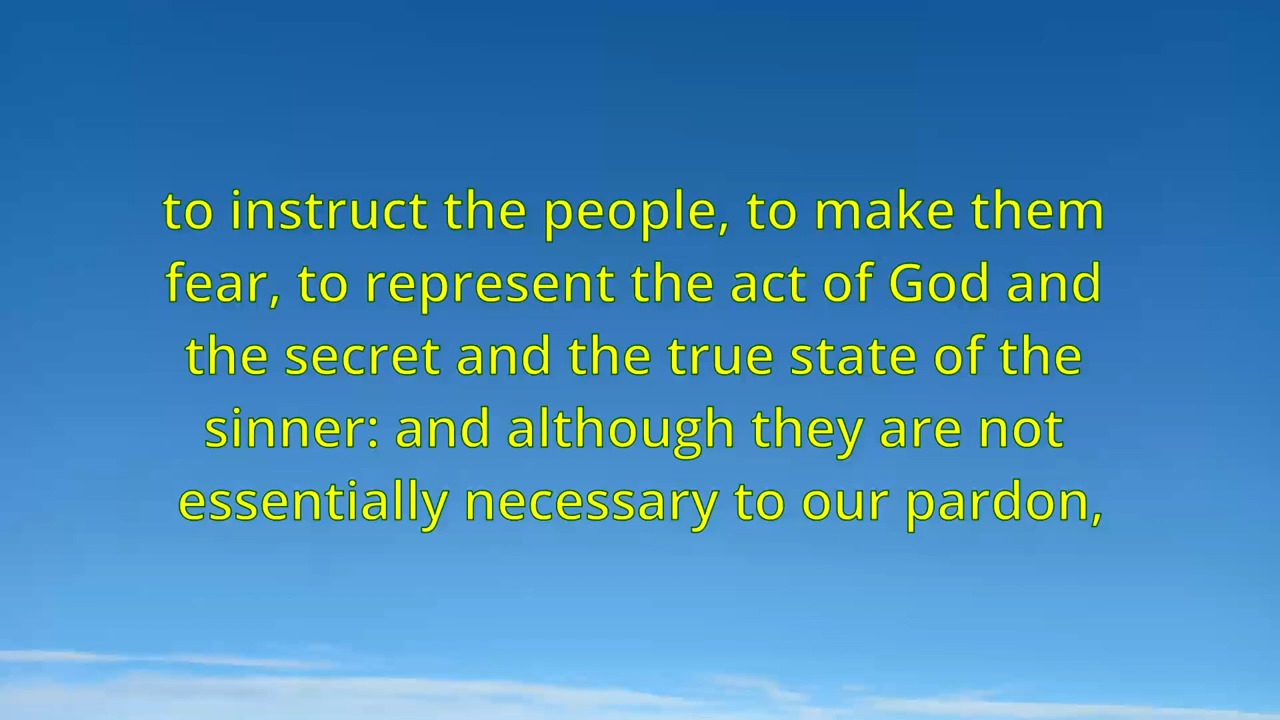 to instruct the people, to make them
fear, to represent the act of God and
the secret and the true state of the
sinner: and although they are not
essentially necessary to our pardon,